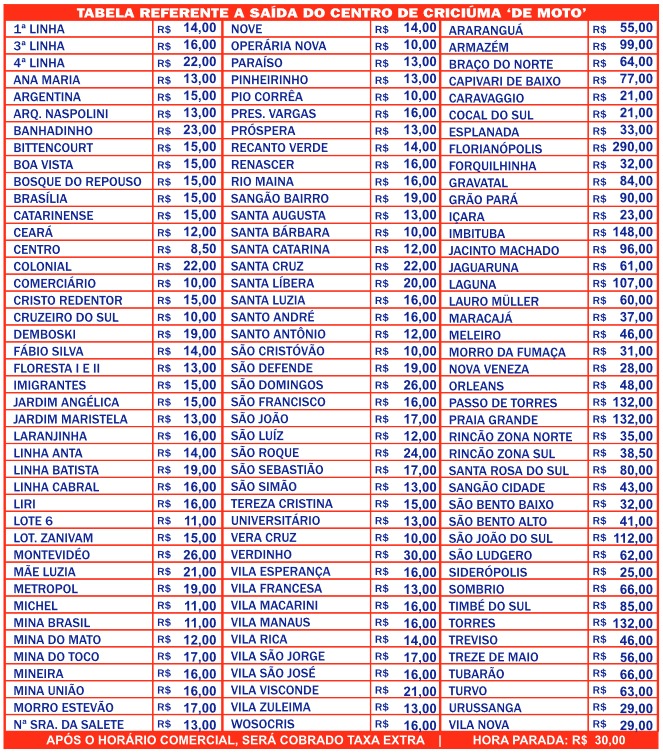 TABELA REFERENTE A SAÍDA DO CENTRO DE CRICIÚMA ‘DE MOTO’
1ª LINHA R$ 14,00 NOVE R$ 14,00 ARARANGUÁ R$ 55,00
3ª LINHA R$ 16,00 OPERÁRIA NOVA R$ 10,00 ARMAZÉM R$ 99,00
4ª LINHA R$ 22,00 PARAÍSO R$ 13,00 BRAÇO DO NORTE R$ 64,00
ANA MARIA R$ 13,00 PINHEIRINHO R$ 13,00 CAPIVARI DE BAIXO R$ 77,00
ARGENTINA R$ 15,00 PIO CORRÊA R$ 10,00 CARAVAGGIO R$ 21,00
ARQ. NASPOLINI R$ 13,00 PRES. VARGAS R$ 16,00 COCAL DO SUL R$ 21,00
BANHADINHO R$ 23,00 PRÓSPERA R$ 13,00 ESPLANADA R$ 33,00
BITTENCOURT R$ 15,00 RECANTO VERDE R$ 14,00 FLORIANÓPOLIS R$ 290,00
BOA VISTA R$ 15,00 RENASCER R$ 16,00 FORQUILHINHA R$ 32,00
BOSQUE DO REPOUSO R$ 15,00 RIO MAINA R$ 16,00 GRAVATAL R$ 84,00
BRASÍLIA R$ 15,00 SANGÃO BAIRRO R$ 19,00 GRÃO PARÁ R$ 90,00
CATARINENSE R$ 15,00 SANTA AUGUSTA R$ 13,00 IÇARA R$ 23,00
CEARÁ R$ 12,00 SANTA BÁRBARA R$ 10,00 IMBITUBA R$ 148,00
CENTRO R$ 8,50 SANTA CATARINA R$ 12,00 JACINTO MACHADO R$ 96,00
COLONIAL R$ 22,00 SANTA CRUZ R$ 22,00 JAGUARUNA R$ 61,00
COMERCIÁRIO R$ 10,00 SANTA LÍBERA R$ 20,00 LAGUNA R$ 107,00
CRISTO REDENTOR R$ 15,00 SANTA LUZIA R$ 16,00 LAURO MÜLLER R$ 60,00
CRUZEIRO DO SUL R$ 10,00 SANTO ANDRÉ R$ 16,00 MARACAJÁ R$ 37,00
DEMBOSKI R$ 19,00 SANTO ANTÔNIO R$ 12,00 MELEIRO R$ 46,00
FÁBIO SILVA R$ 14,00 SÃO CRISTÓVÃO R$ 10,00 MORRO DA FUMAÇA R$ 31,00
FLORESTA I E II R$ 13,00 SÃO DEFENDE R$ 19,00 NOVA VENEZA R$ 28,00
IMIGRANTES R$ 15,00 SÃO DOMINGOS R$ 26,00 ORLEANS R$ 48,00
JARDIM ANGÉLICA R$ 15,00 SÃO FRANCISCO R$ 16,00 PASSO DE TORRES R$ 132,00
JARDIM MARISTELA R$ 13,00 SÃO JOÃO R$ 17,00 PRAIA GRANDE R$ 132,00
LARANJINHA R$ 16,00 SÃO LUÍZ R$ 12,00 RINCÃO ZONA NORTE R$ 35,00
LINHA ANTA R$ 14,00 SÃO ROQUE R$ 24,00 RINCÃO ZONA SUL R$ 38,50
LINHA BATISTA R$ 19,00 SÃO SEBASTIÃO R$ 17,00 SANTA ROSA DO SUL R$ 80,00
LINHA CABRAL R$ 16,00 SÃO SIMÃO R$ 13,00 SANGÃO CIDADE R$ 43,00
LIRI R$ 16,00 TEREZA CRISTINA R$ 15,00 SÃO BENTO BAIXO R$ 32,00
LOTE 6 R$ 11,00 UNIVERSITÁRIO R$ 13,00 SÃO BENTO ALTO R$ 41,00
LOT. ZANIVAM R$ 15,00 VERA CRUZ R$ 10,00 SÃO JOÃO DO SUL R$ 112,00
MONTEVIDÉO R$ 26,00 VERDINHO R$ 30,00 SÃO LUDGERO R$ 62,00
MÃE LUZIA R$ 21,00 VILA ESPERANÇA R$ 16,00 SIDERÓPOLIS R$ 25,00
METROPOL R$ 19,00 VILA FRANCESA R$ 13,00 SOMBRIO R$ 66,00
MICHEL R$ 11,00 VILA MACARINI R$ 16,00 TIMBÉ DO SUL R$ 85,00
MINA BRASIL R$ 11,00 VILA MANAUS R$ 16,00 TORRES R$ 132,00
MINA DO MATO R$ 12,00 VILA RICA R$ 14,00 TREVISO R$ 46,00
MINA DO TOCO R$ 17,00 VILA SÃO JORGE R$ 17,00 TREZE DE MAIO R$ 56,00
MINEIRA R$ 16,00 VILA SÃO JOSÉ R$ 16,00 TUBARÃO R$ 66,00
MINA UNIÃO R$ 16,00 VILA VISCONDE R$ 21,00 TURVO R$ 63,00
MORRO ESTEVÃO R$ 17,00 VILA ZULEIMA R$ 13,00 URUSSANGA R$ 29,00
Nª SRA. DA SALETE R$ 13,00 WOSOCRIS R$ 16,00 VILA NOVA R$ 29,00
APÓS O HORÁRIO COMERCIAL, SERÁ COBRADO TAXA EXTRA | HORA PARADA: R$ 30,00